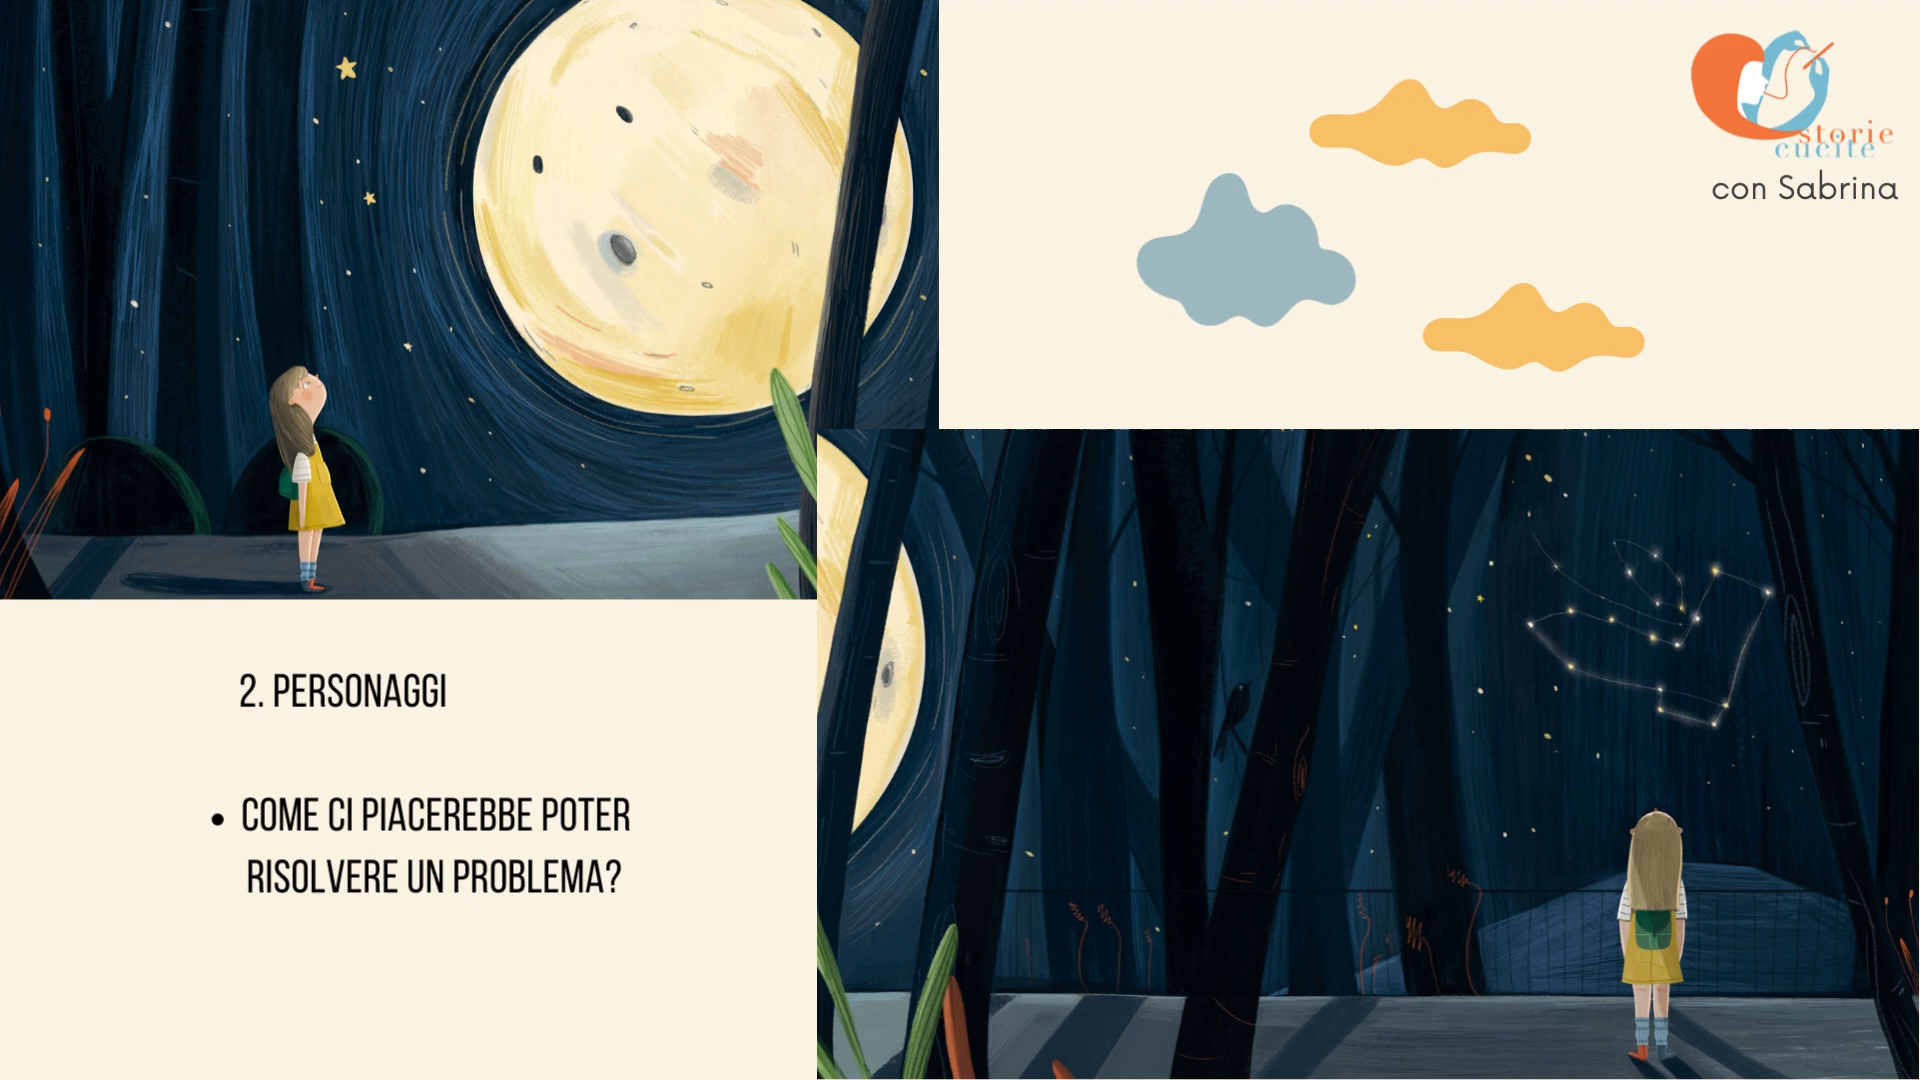 storie
cucite
con Sabrina
2. PERSONAGGI
• COME CI PIACEREBBE POTER
RISOLVERE UN PROBLEMA?